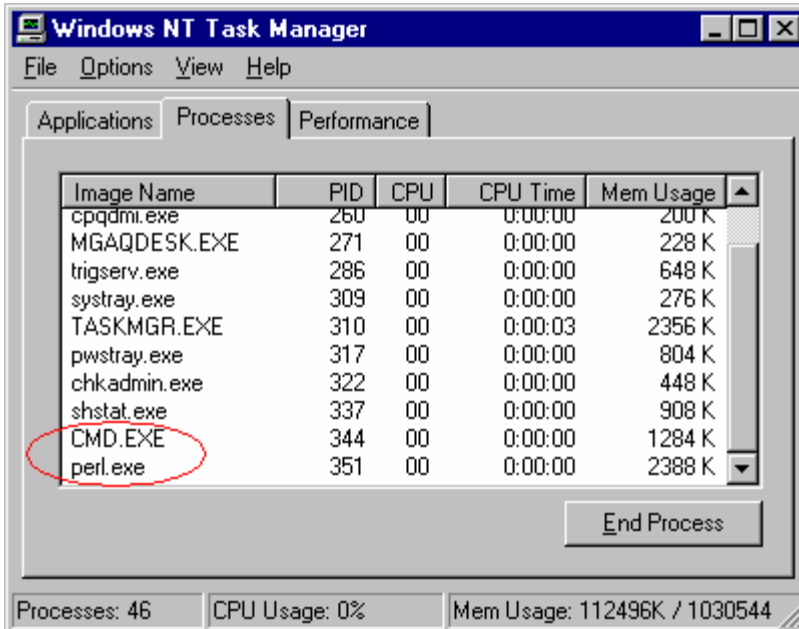 Windows NT Task Manager
File Options View Help
Applications Processes Performance
Image Name PID CPU CPU Time Mem Usage
cpqdmi.exe 260 00 0:00:00 200 K
MGAQDESK.EXE 271 00 0:00:00 228 K
trigserv.exe 286 00 0:00:00 648 K
systray.exe 309 00 0:00:00 276 K
TASKMGR.EXE 310 00 0:00:03 2356 K
pwstray.exe 317 00 0:00:00 804 K
chkadmin.exe 322 00 0:00:00 448 K
shstat.exe 337 00 0:00:00 908 K
CMD.EXE 344 00 0:00:00 1284 K
perl.exe 351 00 0:00:00 2388 K
End Process
Processes: 46 CPU Usage: 0% Mem Usage: 112496K / 1030544